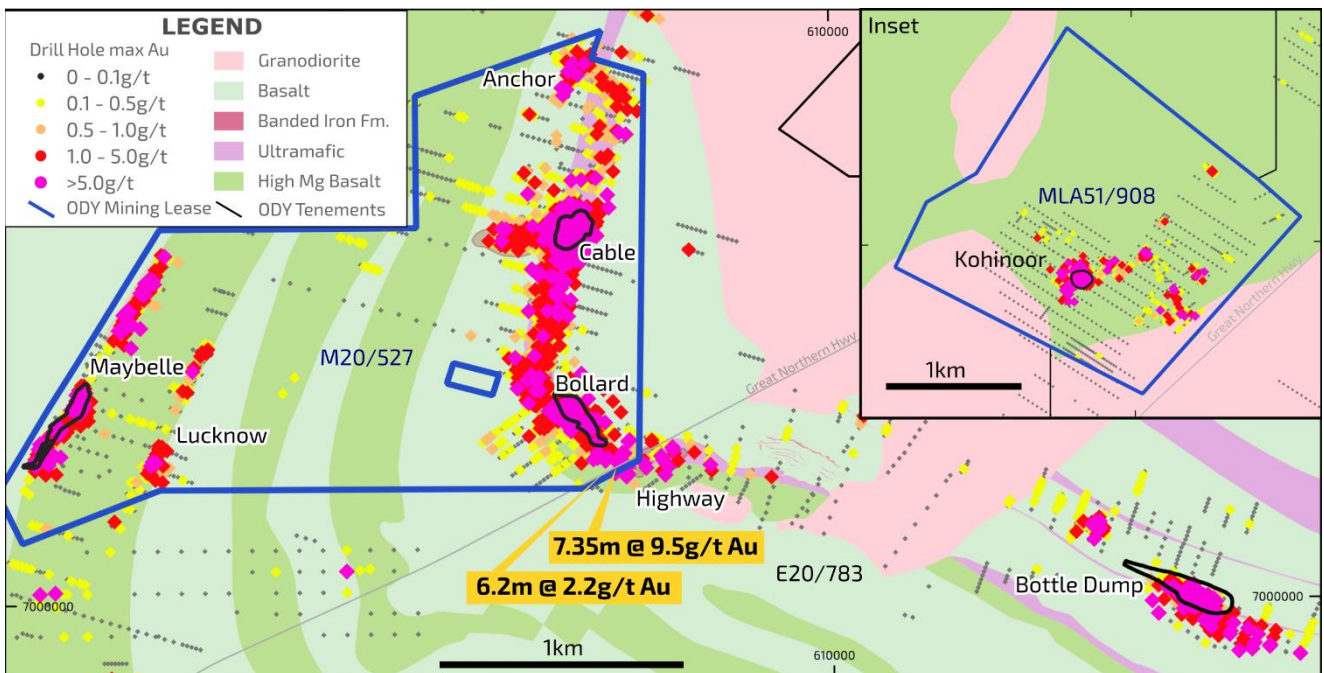 LEGEND
Drill Hole max Au
0 - 0.1g/t
0.1 - 0.5g/t
0.5 - 1.0g/t
1.0 - 5.0g/t
>5.0g/t
ODY Mining Lease
Granodiorite
Basalt
Banded Iron Fm.
Ultramafic
High Mg Basalt
ODY Tenements
610000
Anchor
Cable
M20/527
Maybelle
Lucknow
Bollard
Great Northern Hwy
Highway
7.35m @ 9.5g/t Au
6.2m @ 2.2g/t Au
E20/783
7000000
1km
610000
Bottle Dump
7000000
Inset
MLA51/908
Kohinoor
Great Northern Hwy
1km